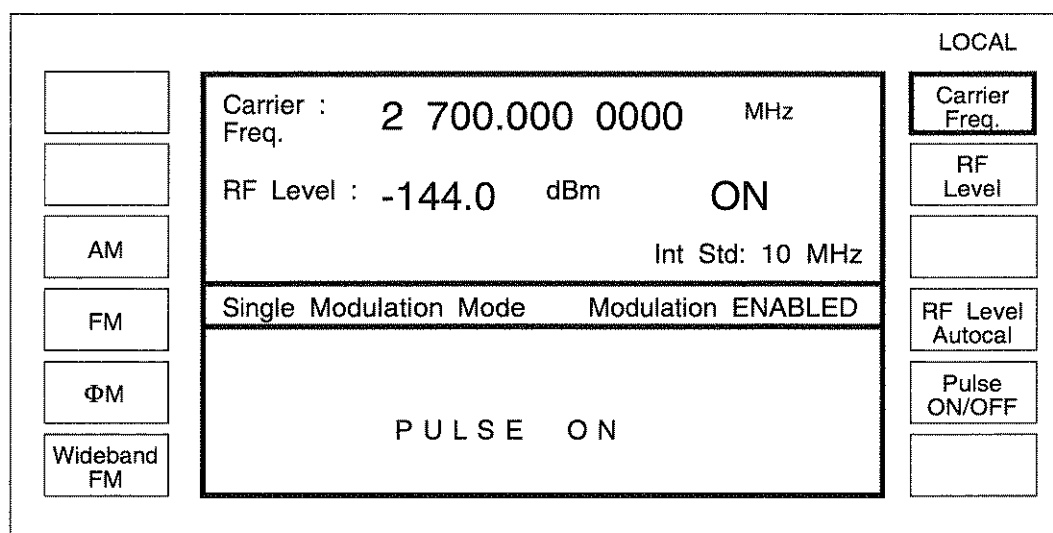 LOCAL
Carrier :
Freq.
2 700.000 0000 MHz
RF Level : -144.0 dBm ON
Int Std: 10 MHz
Single Modulation Mode Modulation ENABLED
PULSE ON
AM
FM
ΦM
Wideband
FM
Carrier
Freq.
RF
Level
RF Level
Autocal
Pulse
ON/OFF